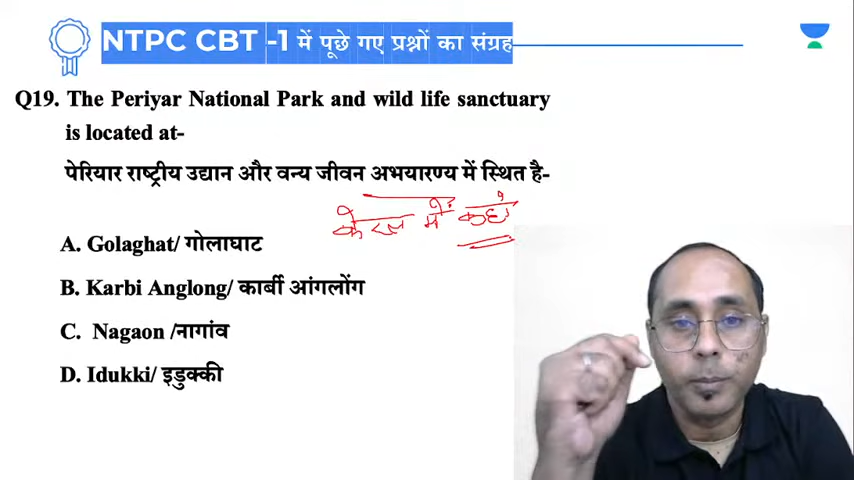 NTPC CBT -1 में पूछे गए प्रश्नों का संग्रह
Q19. The Periyar National Park and wild life sanctuary
is located at-
पेरियार राष्ट्रीय उद्यान और वन्य जीवन अभयारण्य में स्थित है-
केरल में कहाँ
A. Golaghat/ गोलाघाट
B. Karbi Anglong/ कार्बी आंगलोंग
C. Nagaon /नागांव
D. Idukki/ इडुक्की